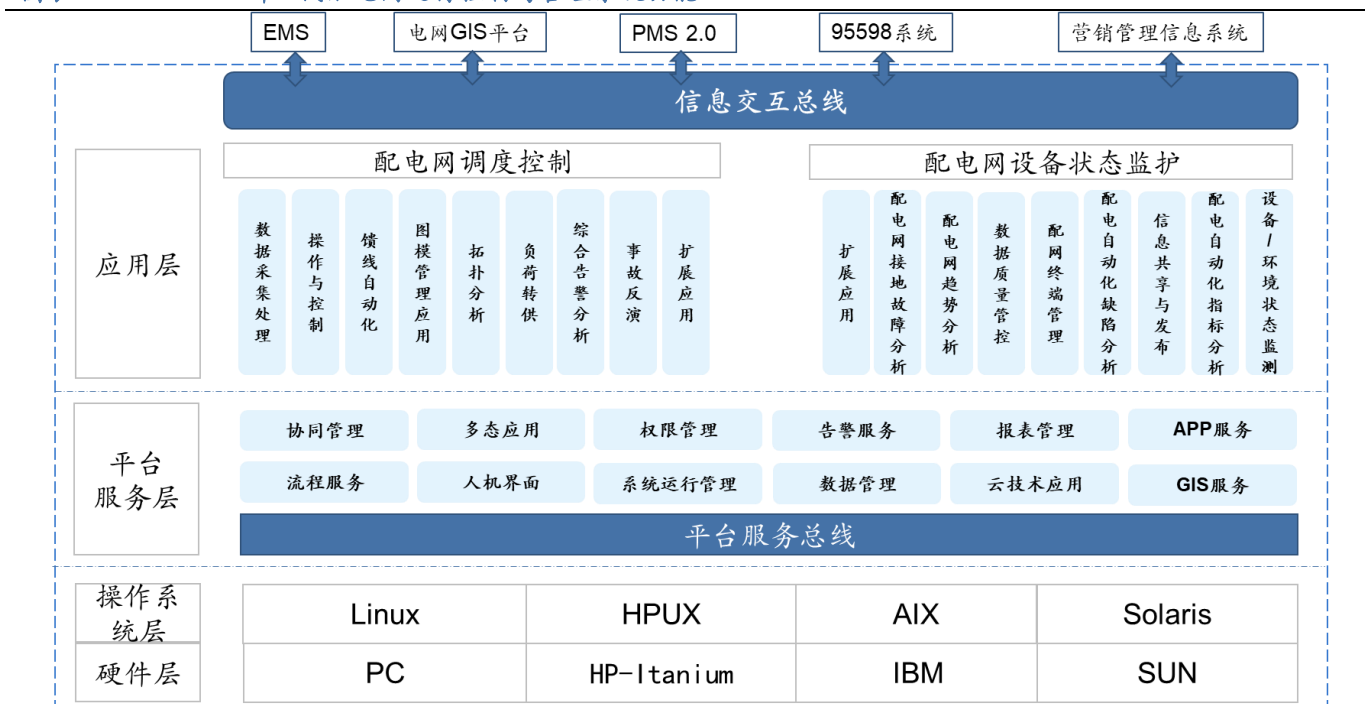 EMS
电网GIS平台
PMS 2.0
95598系统
营销管理信息系统
信息交互总线
应用层
配电网调度控制
配电网设备状态监护
数据采集处理
操作与控制
馈线自动化
图模管理应用
拓扑分析
负荷转供
综合告警分析
事故反演
扩展应用
扩展应用
配电网接地故障分析
配电网趋势分析
数据质量管控
配网终端管理
配电自动化缺陷分析
信息共享与发布
配电自动化指标分析
设备/环境状态监测
平台
服务层
协同管理
多态应用
权限管理
告警服务
报表管理
APP服务
流程服务
人机界面
系统运行管理
数据管理
云技术应用
GIS服务
平台服务总线
操作系
统层
Linux
HPUX
AIX
Solaris
硬件层
PC
HP-Itanium
IBM
SUN